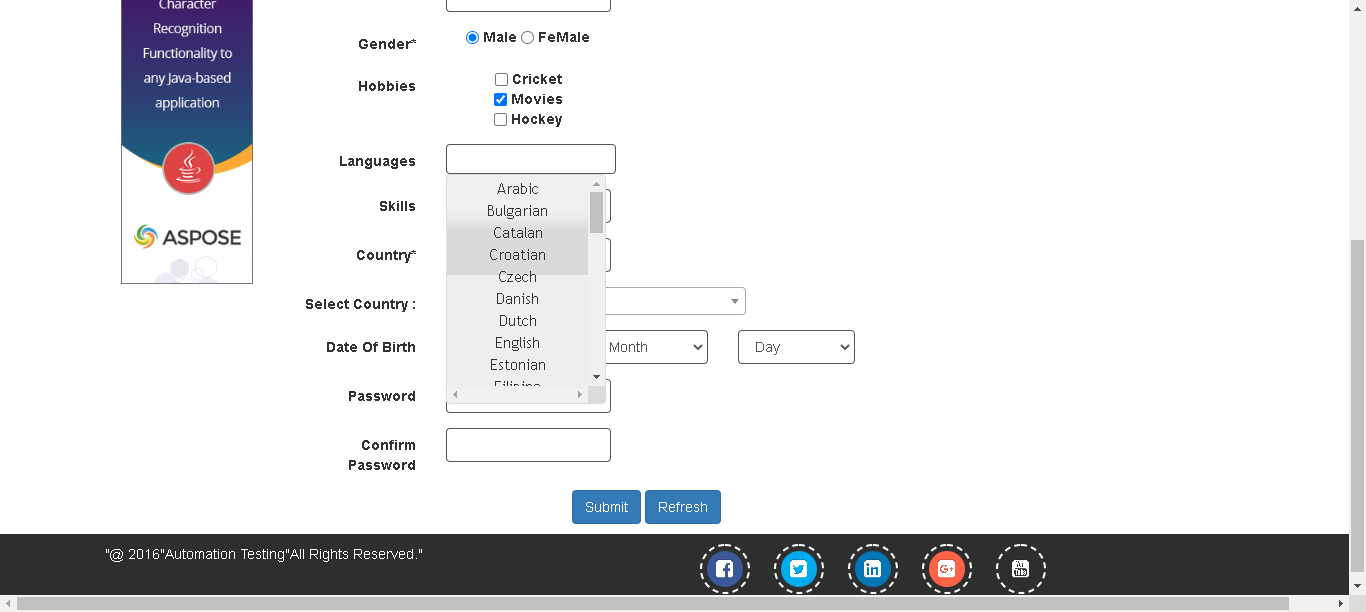 Character
Recognition
Functionality to
any Java-based
application
ASPOSE
Gender*
Male
FeMale
Hobbies
Cricket
Movies
Hockey
Languages
Arabic
Bulgarian
Catalan
Croatian
Czech
Danish
Dutch
English
Estonian
Filipino
Skills
Country*
Select Country :
Date Of Birth
Month
Day
Password
Confirm
Password
Submit
Refresh
"@ 2016"Automation Testing"All Rights Reserved."